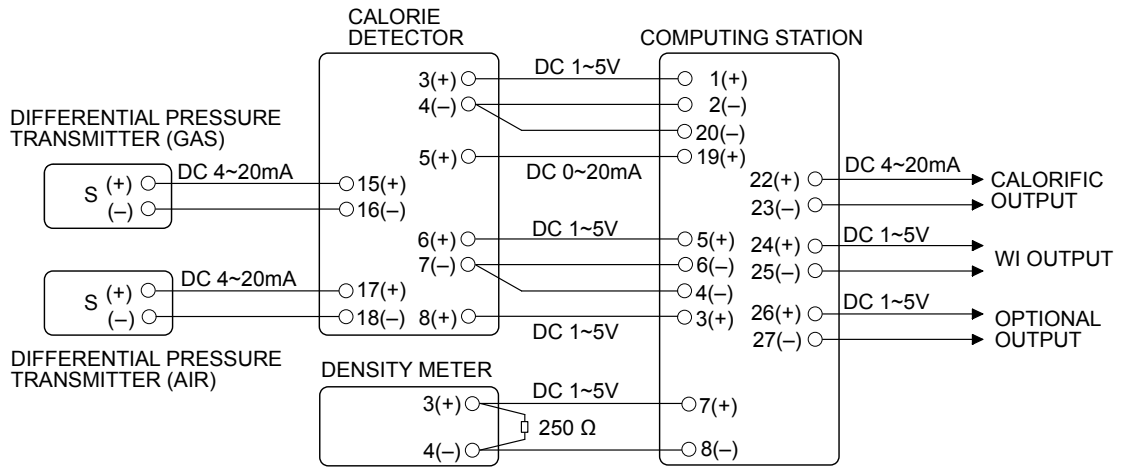 CALORIE
DETECTOR
COMPUTING STATION
3(+)
DC 1~5V
1(+)
4(–)
2(–)
20(–)
DIFFERENTIAL PRESSURE
TRANSMITTER (GAS)
5(+)
DC 0~20mA
19(+)
S
(+)
(–)
DC 4~20mA
15(+)
16(–)
22(+)
23(–)
DC 4~20mA
CALORIFIC
OUTPUT
6(+)
DC 1~5V
5(+)
7(–)
6(–)
4(–)
24(+)
25(–)
DC 1~5V
WI OUTPUT
S
(+)
(–)
DC 4~20mA
17(+)
18(–)
8(+)
DC 1~5V
3(+)
26(+)
27(–)
DC 1~5V
OPTIONAL
OUTPUT
DIFFERENTIAL PRESSURE
TRANSMITTER (AIR)
DENSITY METER
3(+)
DC 1~5V
7(+)
250 Ω
4(–)
8(–)